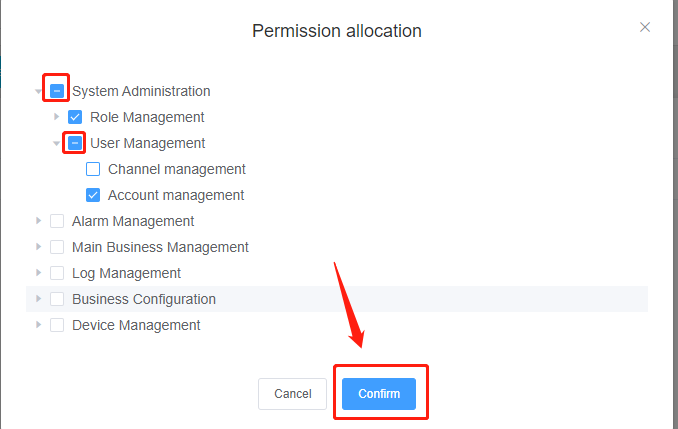 Permission allocation
System Administration
Role Management
User Management
Channel management
Account management
Alarm Management
Main Business Management
Log Management
Business Configuration
Device Management
Cancel Confirm